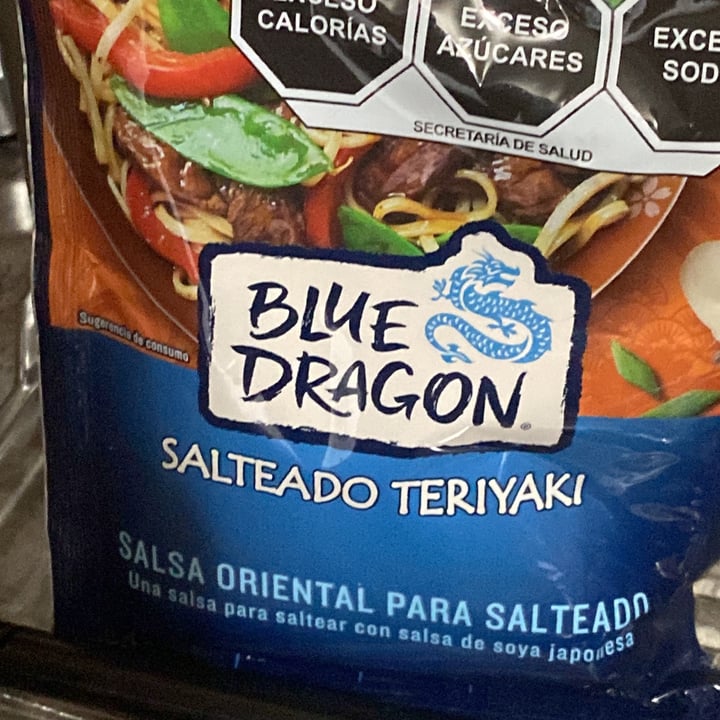 EXCESO
CALORÍAS
EXCESO
AZÚCARES
EXCE
SOD
SECRETARÍA DE SALUD
Sugerencia de consumo
BLUE
DRAGON
SALTEADO TERIYAKI
SALSA ORIENTAL PARA SALTEADO
Una salsa para saltear con salsa de soya japonesa